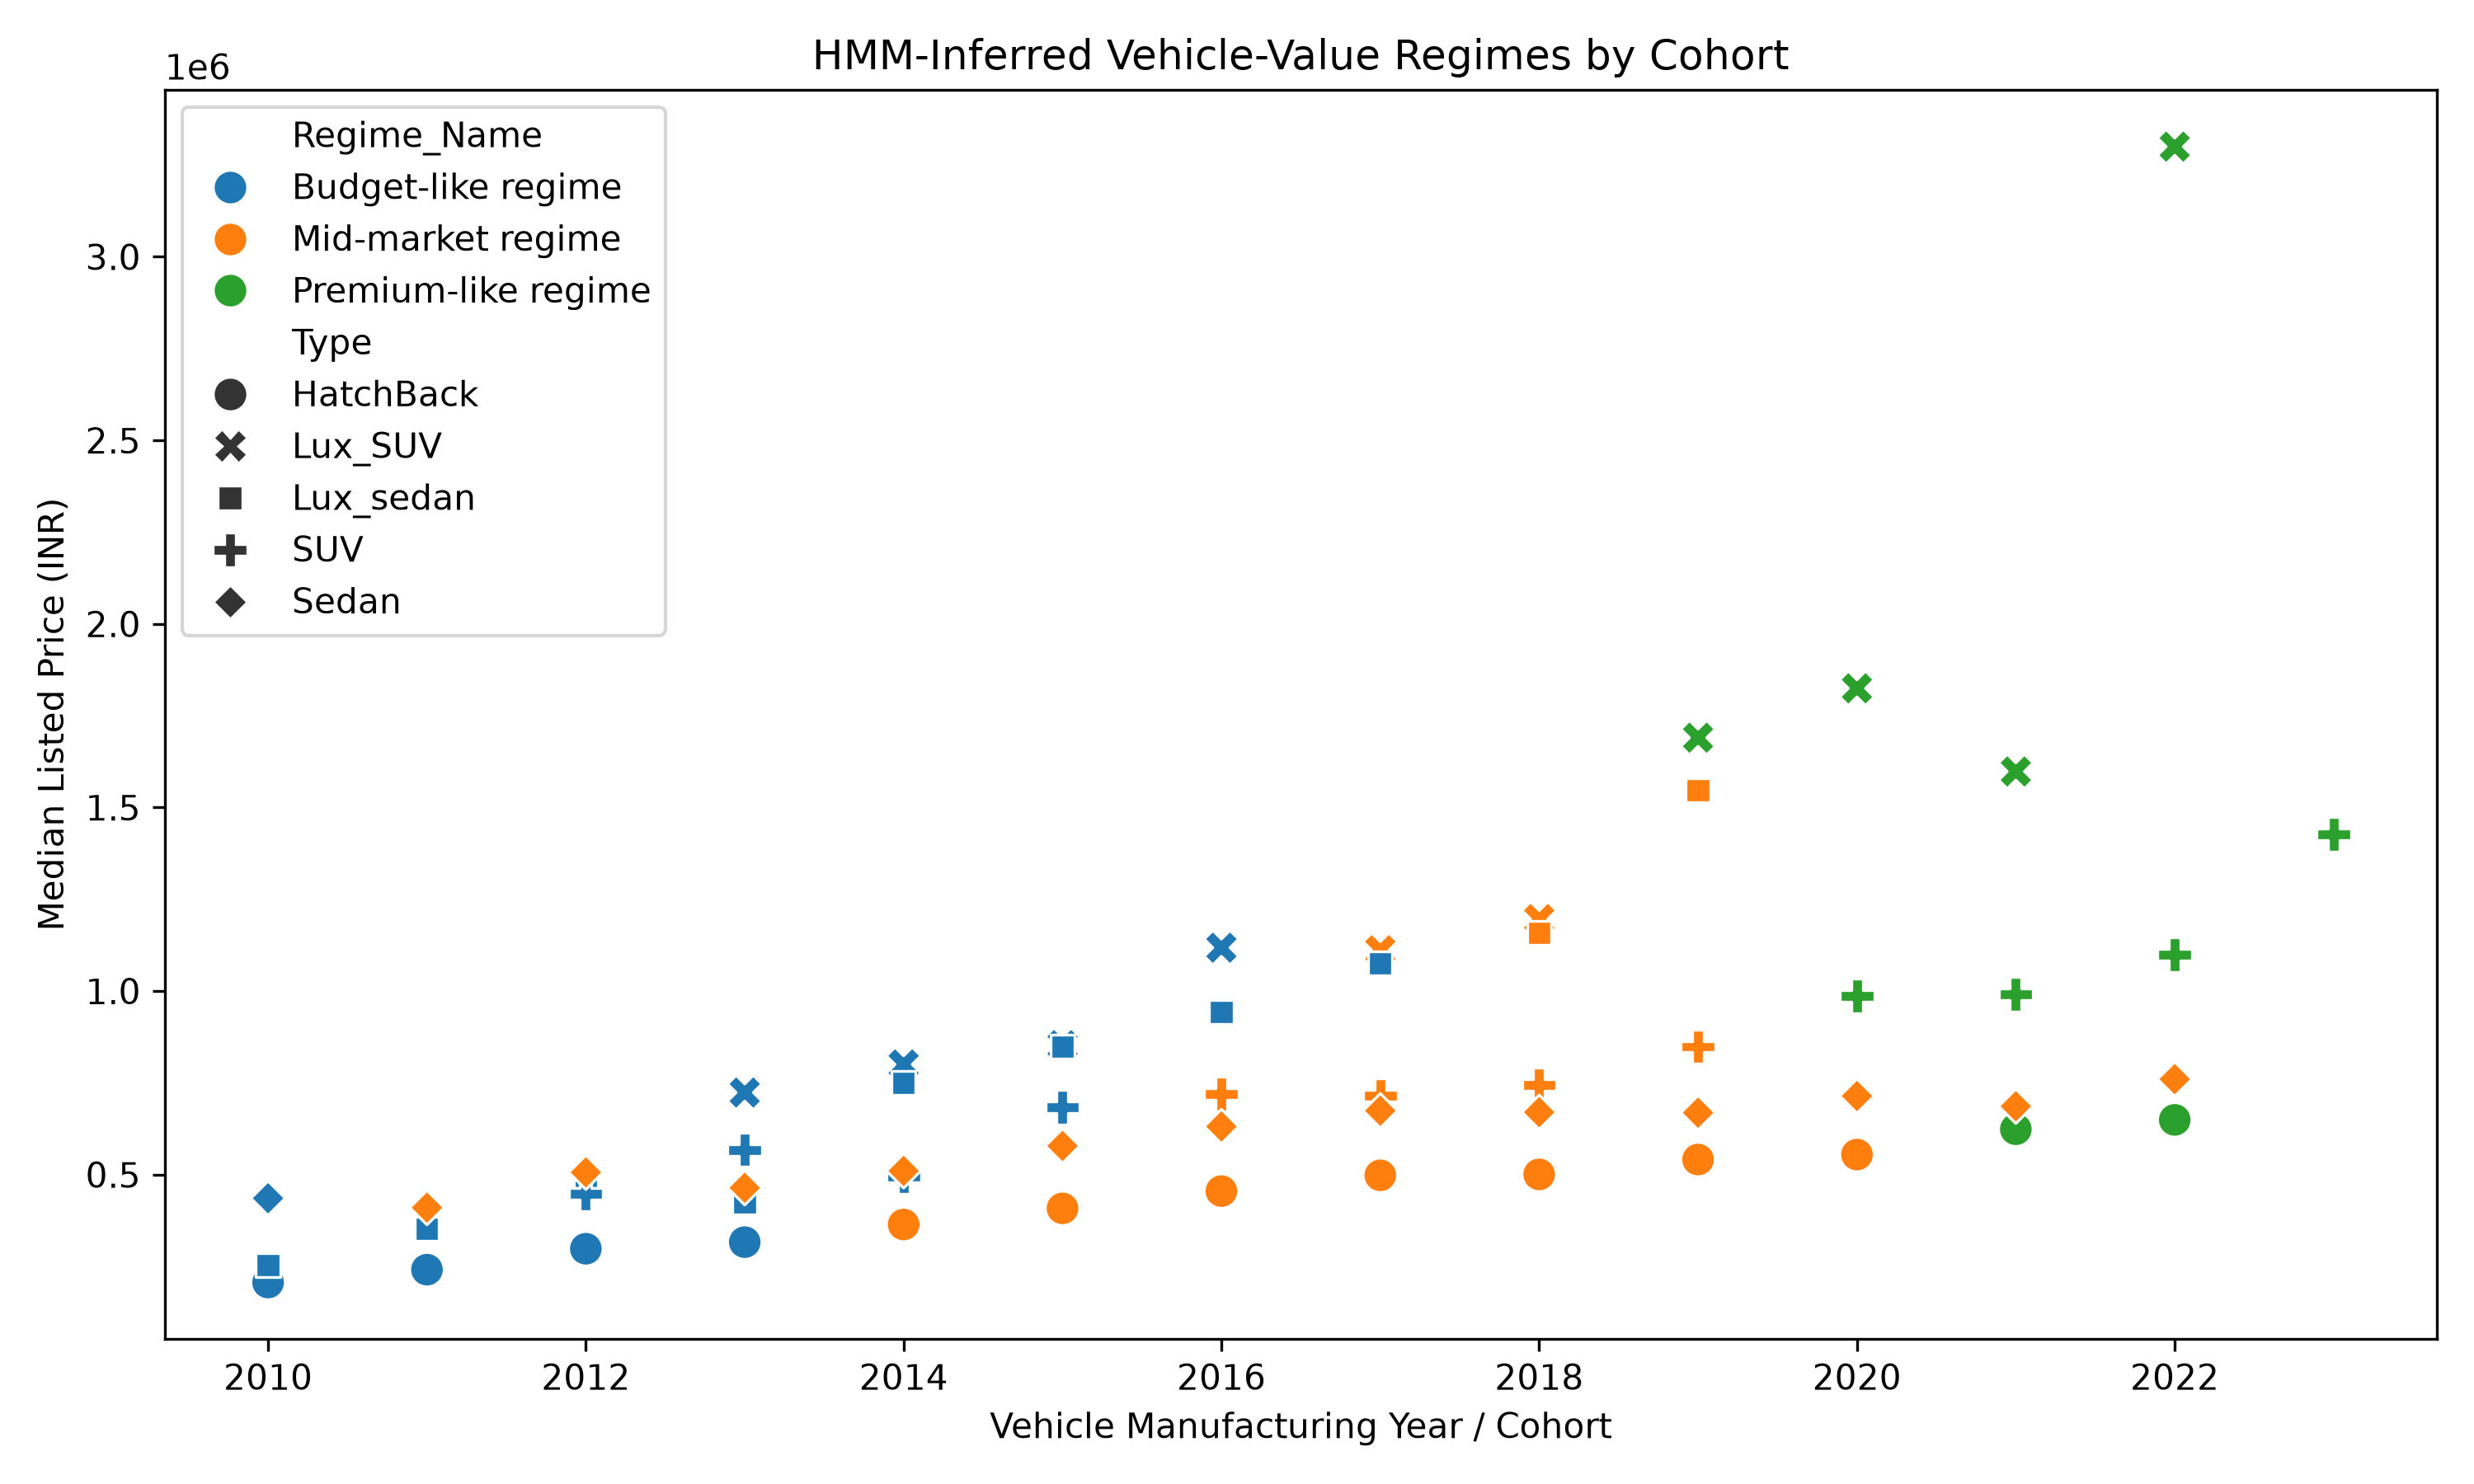 HMM-Inferred Vehicle-Value Regimes by Cohort
1e6
Regime_Name
Budget-like regime
Mid-market regime
Premium-like regime
Type
HatchBack
Lux_SUV
Lux_sedan
SUV
Sedan
3.0
2.5
2.0
1.5
1.0
0.5
Median Listed Price (INR)
2010 2012 2014 2016 2018 2020 2022
Vehicle Manufacturing Year / Cohort